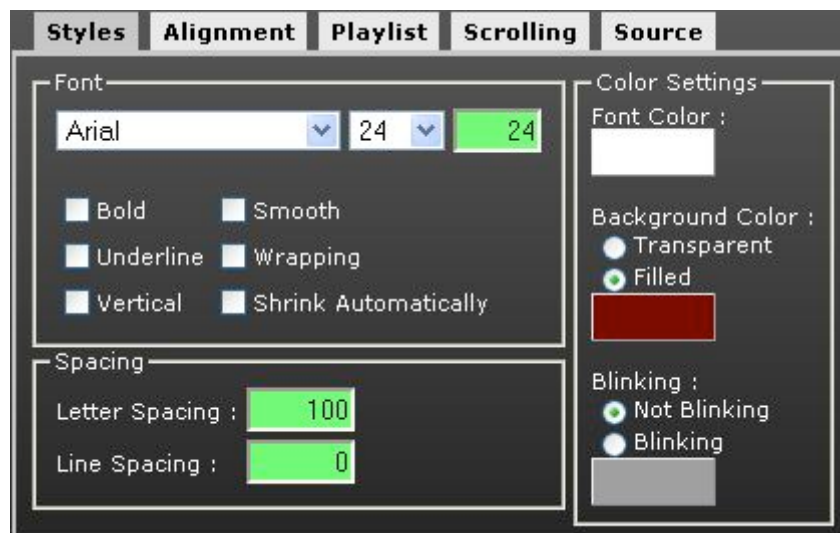 Styles Alignment Playlist Scrolling Source
Font
Arial 24 24
Bold Smooth
Underline Wrapping
Vertical Shrink Automatically
Spacing
Letter Spacing : 100
Line Spacing : 0
Color Settings
Font Color :
Background Color :
Transparent
Filled
Blinking :
Not Blinking
Blinking